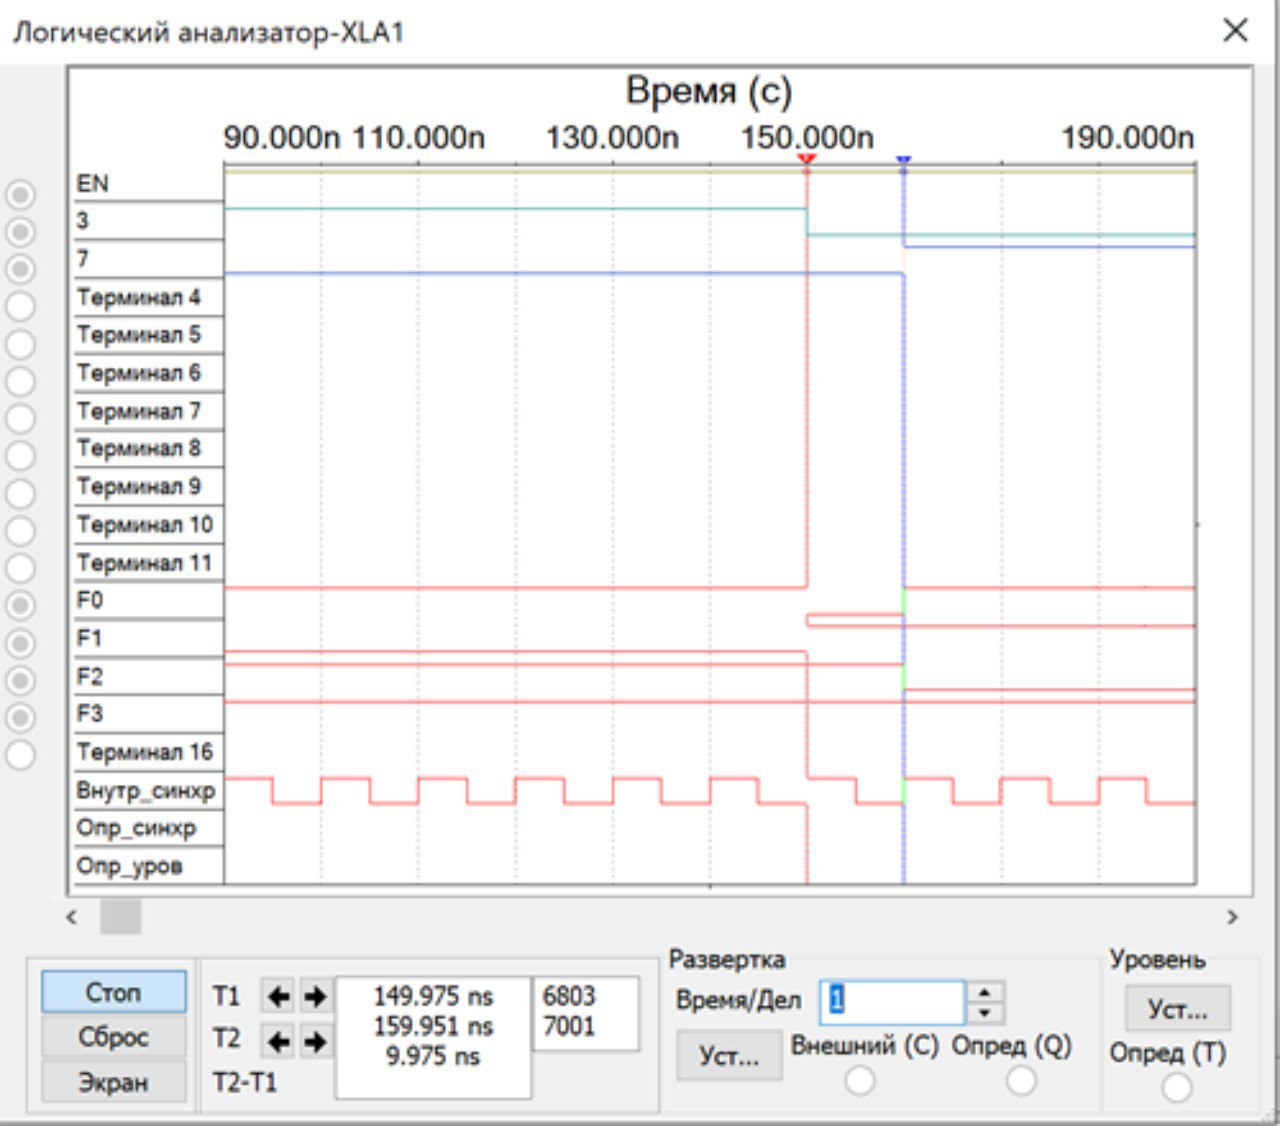 Логический анализатор-XLA1
Время (с)
90.000n 110.000n 130.000n 150.000n 190.000n
EN
3
7
Терминал 4
Терминал 5
Терминал 6
Терминал 7
Терминал 8
Терминал 9
Терминал 10
Терминал 11
F0
F1
F2
F3
Терминал 16
Внутр_синхр
Опр_синхр
Опр_уров
Стоп
Сброс
Экран
T1
T2
T2-T1
149.975 ns
159.951 ns
9.975 ns
6803
7001
Развертка
Время/Дел 1
Уст...
Внешний (C) Опред (Q)
Уровень
Уст...
Опред (T)